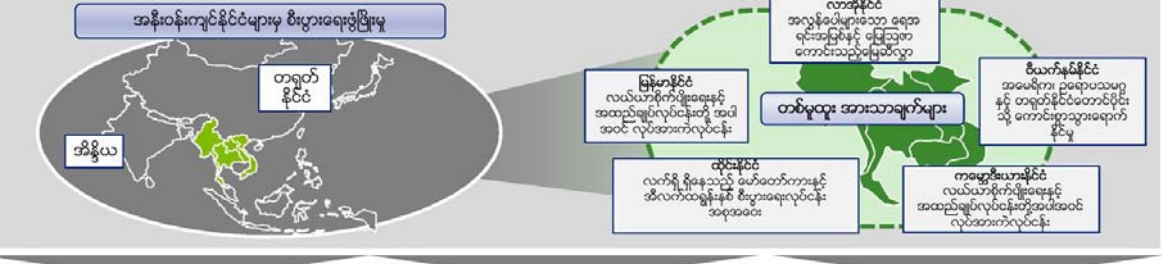 အနီးဝန်းကျင်နိုင်ငံများမှ စီးပွားရေးဖွံ့ဖြိုးမှု
တရုတ်
နိုင်ငံ
အိန္ဒိယ
လာအိုနိုင်ငံ
အလွန်ပေါများသော ရေအ
ရင်းအမြစ်နှင့် မြေဩဇာ
ကောင်းသည့်မြေဆီလွှာ
မြန်မာနိုင်ငံ
လယ်ယာစိုက်ပျိုးရေးနှင့်
အထည်ချုပ်လုပ်ငန်းတို့ အပါ
အဝင် လုပ်အားကဲလုပ်ငန်း
တစ်မူထူး အားသာချက်များ
ဗီယက်နမ်နိုင်ငံ
အမေရိက၊ ဥရောပသမဂ္ဂ
နှင့် တရုတ်နိုင်ငံတောင်ပိုင်း
သို့ ကောင်းစွာသွားရောက်
နိုင်မှု
ထိုင်းနိုင်ငံ
လက်ရှိ ရှိနေသည့် မော်တော်ကားနှင့်
အီလက်ထရွန်းနစ် စီးပွားရေးလုပ်ငန်း
အစုအဝေး
ကမ္ဘောဒီးယားနိုင်ငံ
လယ်ယာစိုက်ပျိုးရေးနှင့်
အထည်ချုပ်လုပ်ငန်းတို့အပါအဝင်
လုပ်အားကဲလုပ်ငန်း